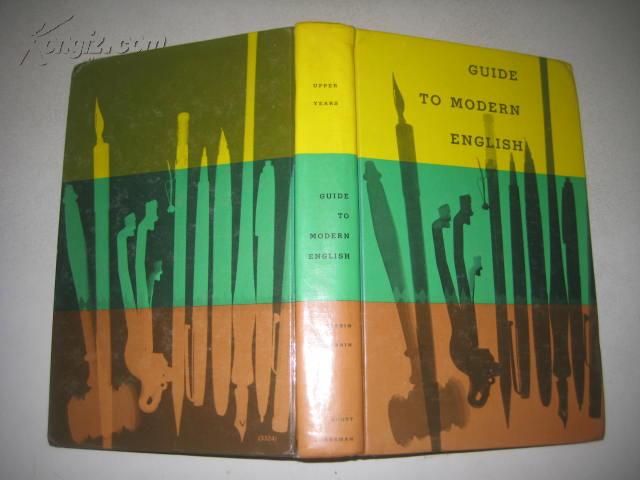 Kongfz.com
UPPER
YEARS
GUIDE
TO
MODERN
ENGLISH
(3324)
GUIDE
TO MODERN
ENGLISH